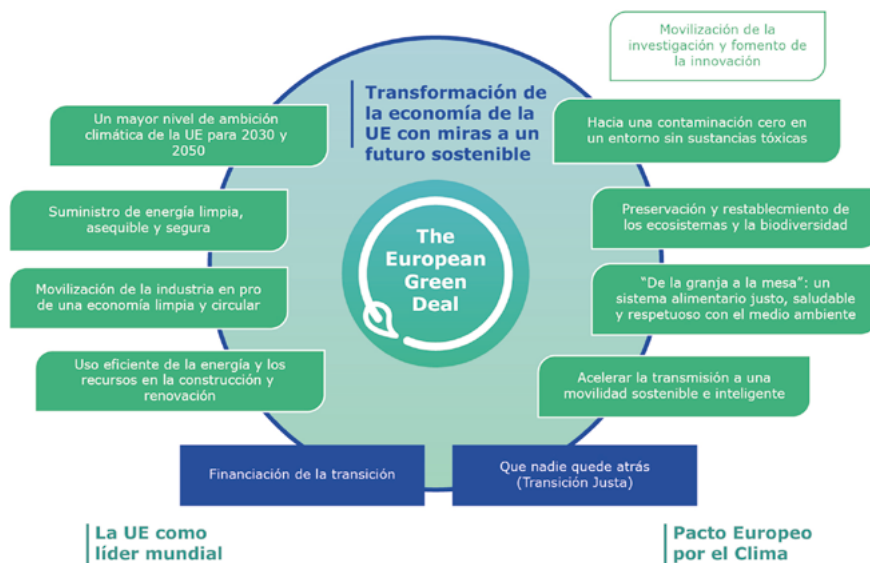 Movilización de la
investigación y fomento de
la innovación
Transformación de
la economía de la
UE con miras a un
futuro sostenible
Un mayor nivel de ambición
climática de la UE para 2030 y
2050
Hacia una contaminación cero en
un entorno sin sustancias tóxicas
Suministro de energía limpia,
asequible y segura
Preservación y restablecmiento de
los ecosistemas y la biodiversidad
The
European
Green
Deal
Movilización de la industria en pro
de una economía limpia y circular
“De la granja a la mesa”: un
sistema alimentario justo, saludable
y respetuoso con el medio ambiente
Uso eficiente de la energía y los
recursos en la construcción y
renovación
Acelerar la transmisión a una
movilidad sostenible e inteligente
Financiación de la transición
Que nadie quede atrás
(Transición Justa)
La UE como
líder mundial
Pacto Europeo
por el Clima